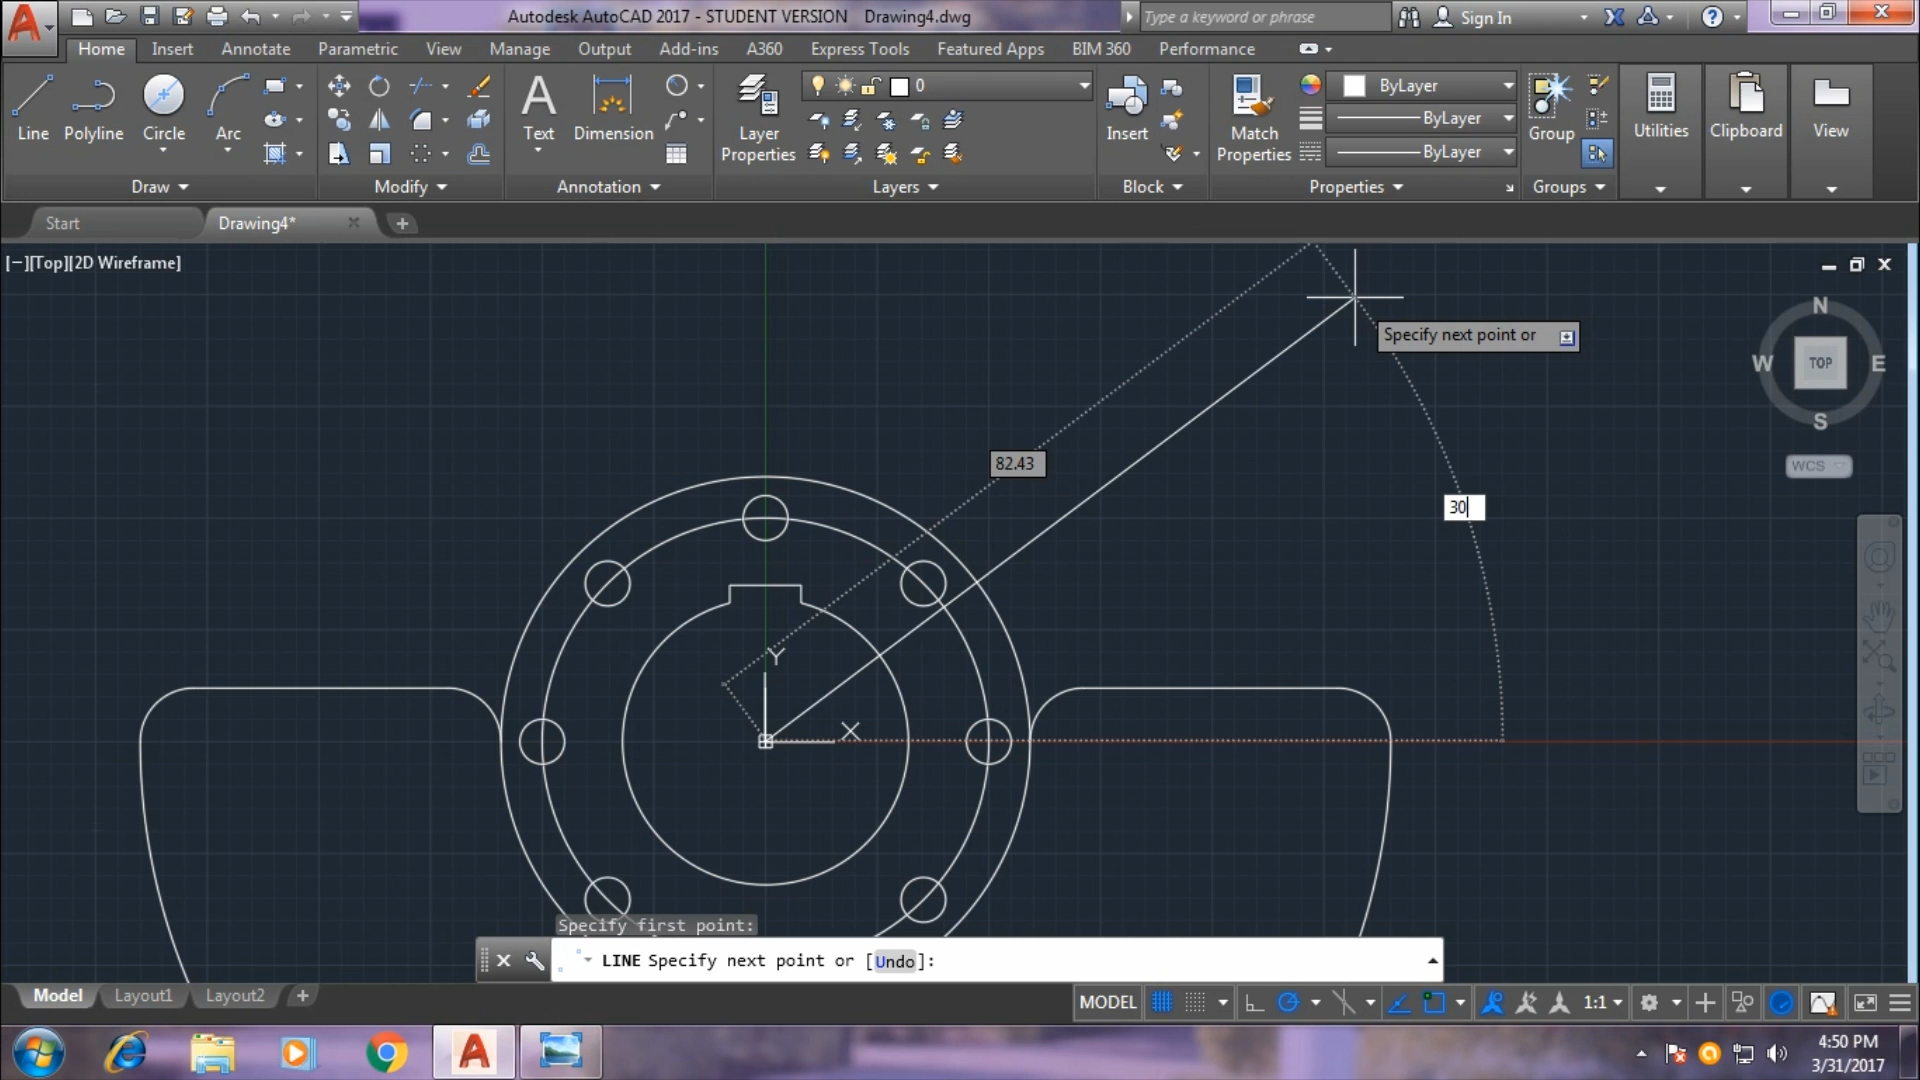 Autodesk AutoCAD 2017 - STUDENT VERSION Drawing4.dwg
Type a keyword or phrase
Sign In
Home Insert Annotate Parametric View Manage Output Add-ins A360 Express Tools Featured Apps BIM 360 Performance
0
ByLayer
ByLayer
ByLayer
Line Polyline Circle Arc
Text Dimension
Layer Properties
Insert
Match Properties
Group
Utilities Clipboard View
Draw Modify Annotation Layers Block Properties Groups
Start Drawing4*
[−][Top][2D Wireframe]
N
W TOP E
S
WCS
Specify next point or
82.43
30
Y
X
Specify first point:
LINE Specify next point or [Undo]:
Model Layout1 Layout2
MODEL 1:1
4:50 PM
3/31/2017